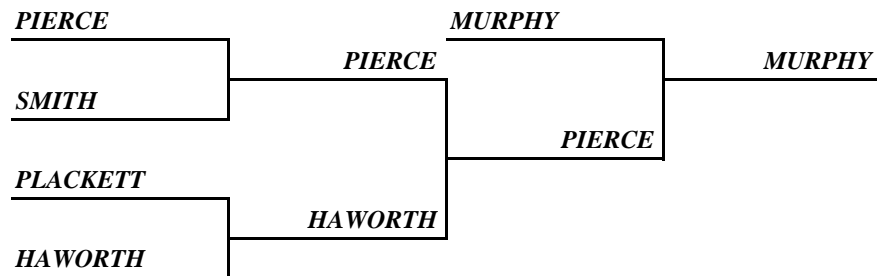 PIERCE
MURPHY
PIERCE
MURPHY
SMITH
PIERCE
PLACKETT
HAWORTH
HAWORTH